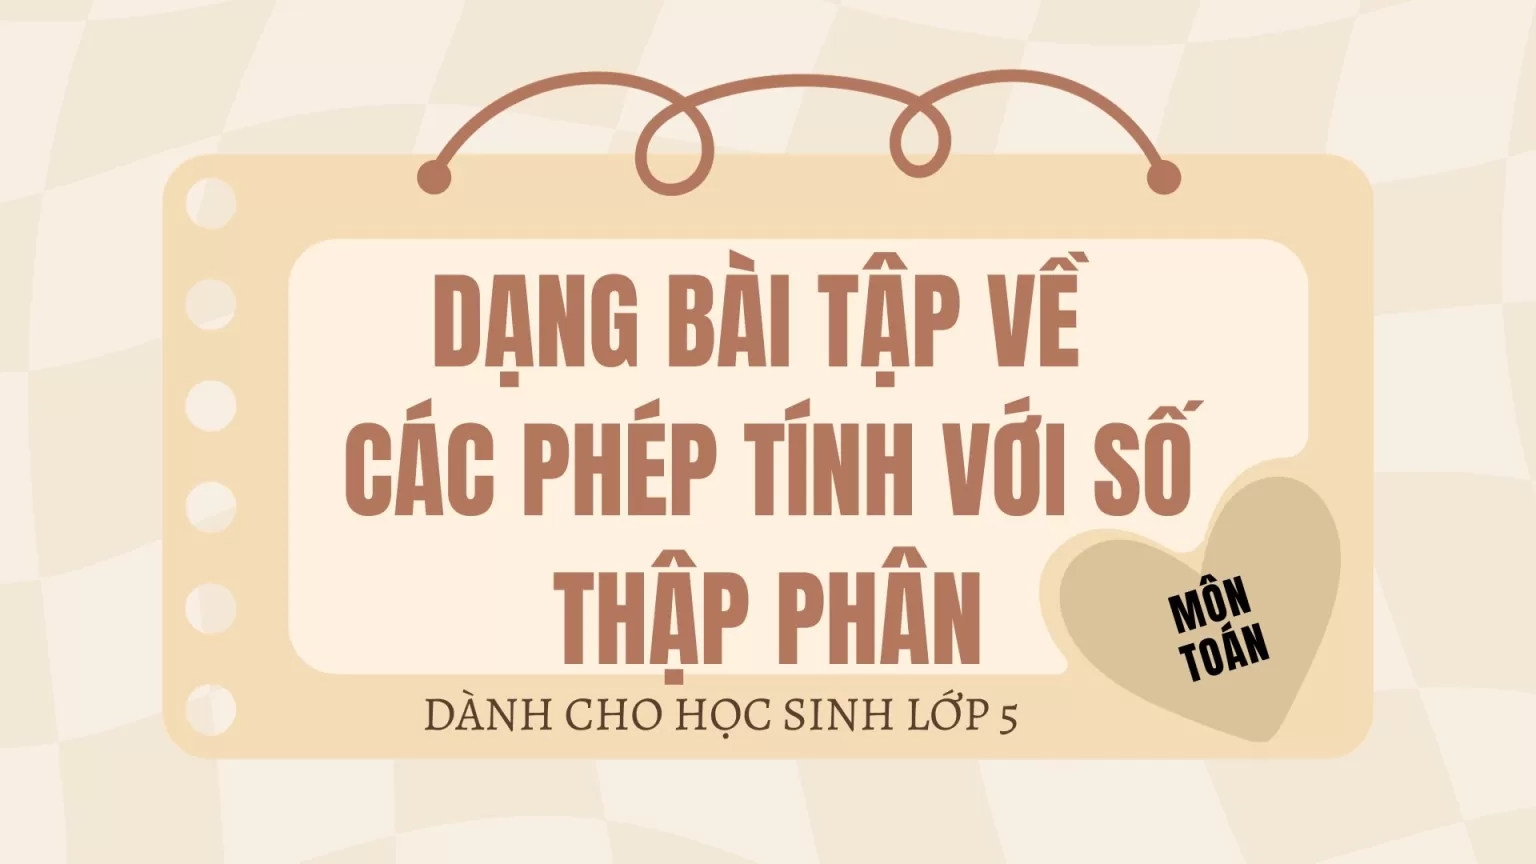 DẠNG BÀI TẬP VỀ
CÁC PHÉP TÍNH VỚI SỐ
THẬP PHÂN
DÀNH CHO HỌC SINH LỚP 5
MÔN
TOÁN